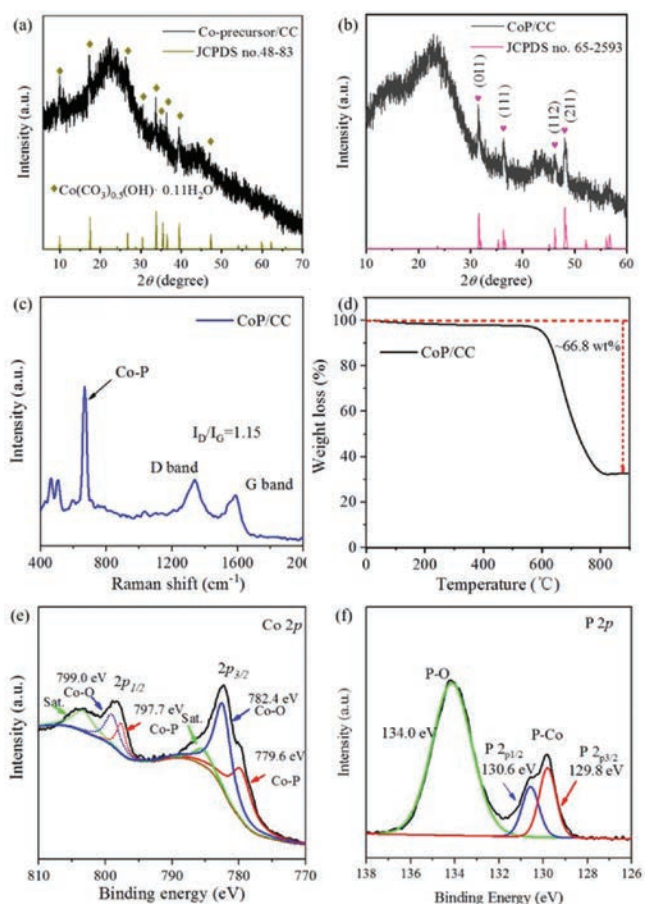 (a)
Co-precursor/CC
JCPDS no.48-83
Co(CO₃)₀.₅(OH)· 0.11H₂O
Intensity (a.u.)
10 20 30 40 50 60 70
2θ (degree)
(b)
CoP/CC
JCPDS no. 65-2593
(011)
(111)
(112)
(211)
Intensity (a.u.)
10 20 30 40 50 60
2θ (degree)
(c)
CoP/CC
Co-P
I_D/I_G=1.15
D band
G band
Intensity (a.u.)
400 800 1200 1600 2000
Raman shift (cm⁻¹)
(d)
100
80
60
40
20
0
~66.8 wt%
CoP/CC
Weight loss (%)
0 200 400 600 800
Temperature (℃)
(e)
Co 2p
799.0 eV
Co-O
2p₁/₂
Sat.
797.7 eV
Co-P
2p₃/₂
Sat.
782.4 eV
Co-O
779.6 eV
Co-P
Intensity (a.u.)
810 800 790 780 770
Binding energy (eV)
(f)
P 2p
P-O
134.0 eV
P-Co
P 2p1/2
130.6 eV
P 2p3/2
129.8 eV
Intensity (a.u.)
138 136 134 132 130 128 126
Binding Energy (eV)